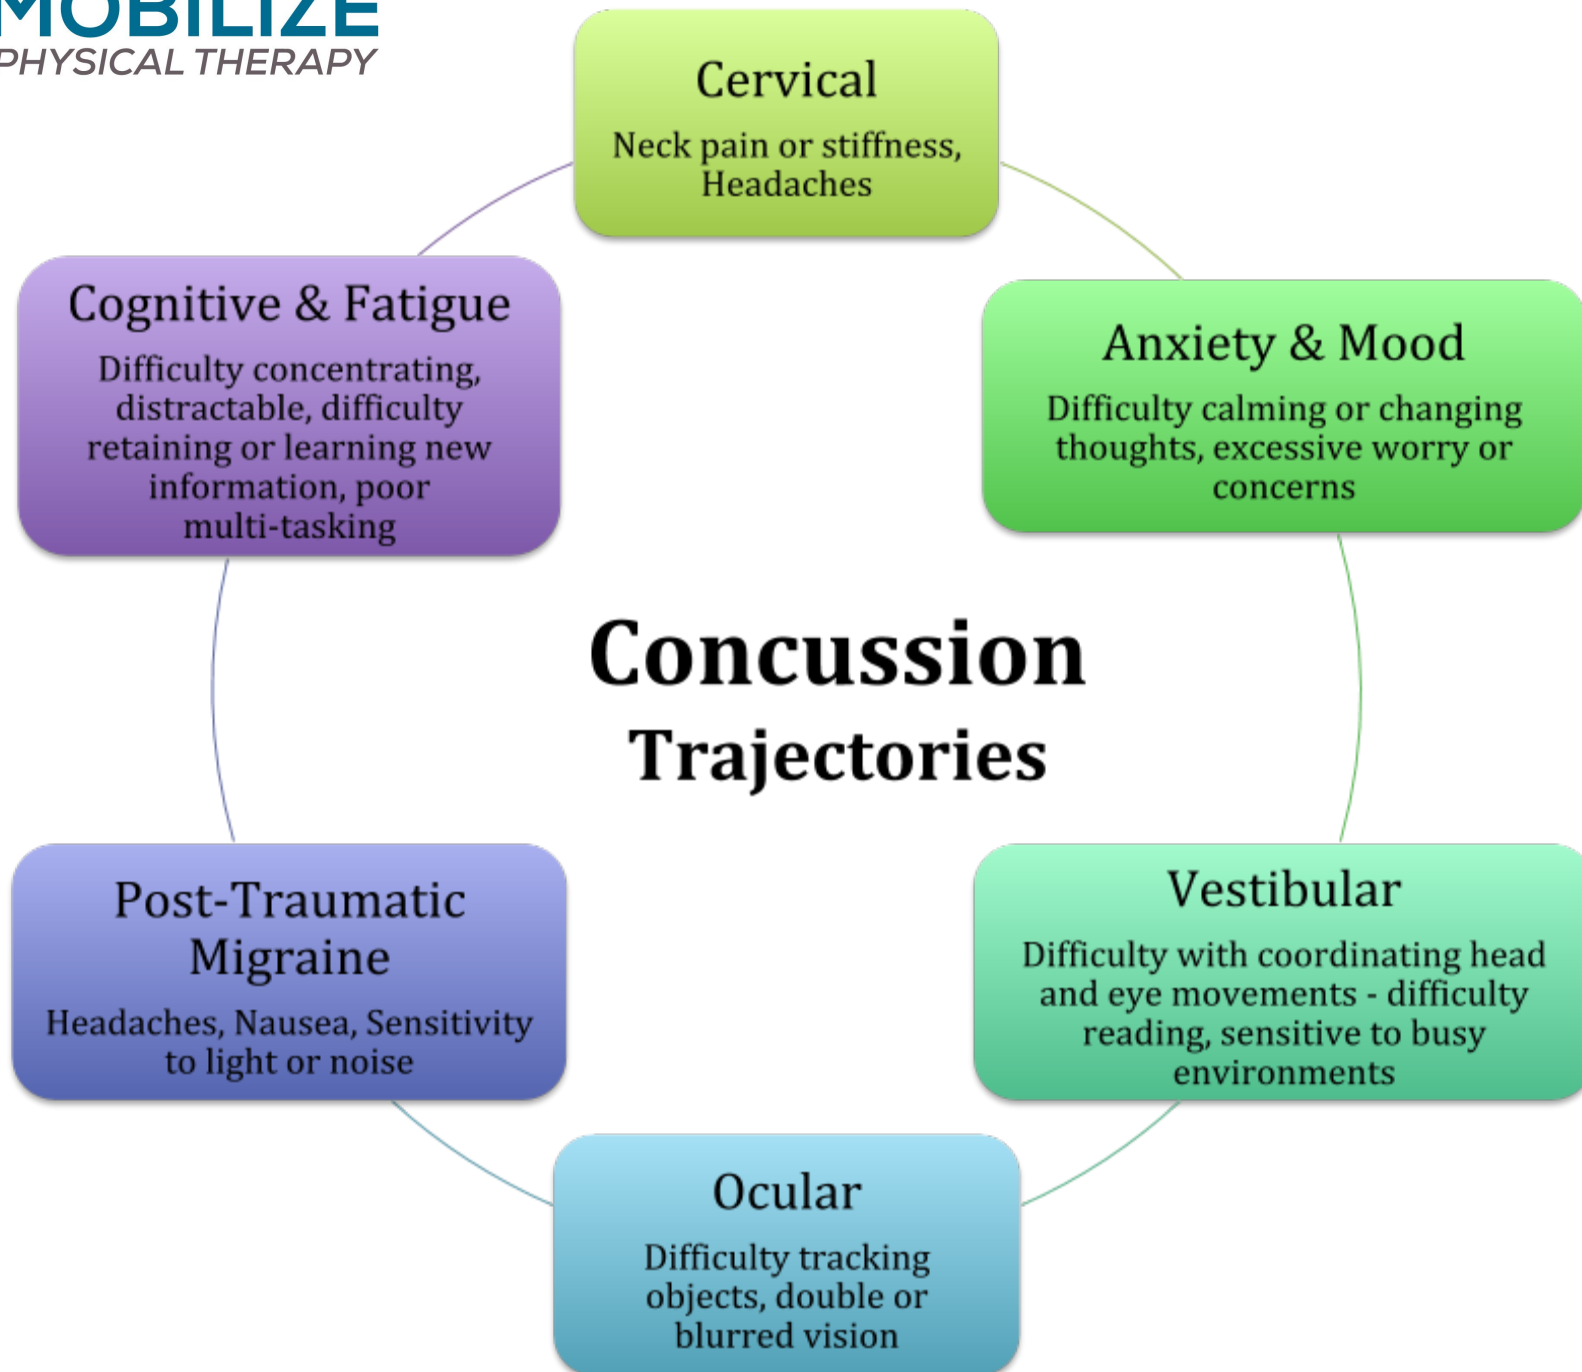 MOBILIZE
PHYSICAL THERAPY
Cervical
Neck pain or stiffness,
Headaches
Anxiety & Mood
Difficulty calming or changing
thoughts, excessive worry or
concerns
Vestibular
Difficulty with coordinating head
and eye movements - difficulty
reading, sensitive to busy
environments
Ocular
Difficulty tracking
objects, double or
blurred vision
Post-Traumatic
Migraine
Headaches, Nausea, Sensitivity
to light or noise
Cognitive & Fatigue
Difficulty concentrating,
distractable, difficulty
retaining or learning new
information, poor
multi-tasking
Concussion
Trajectories